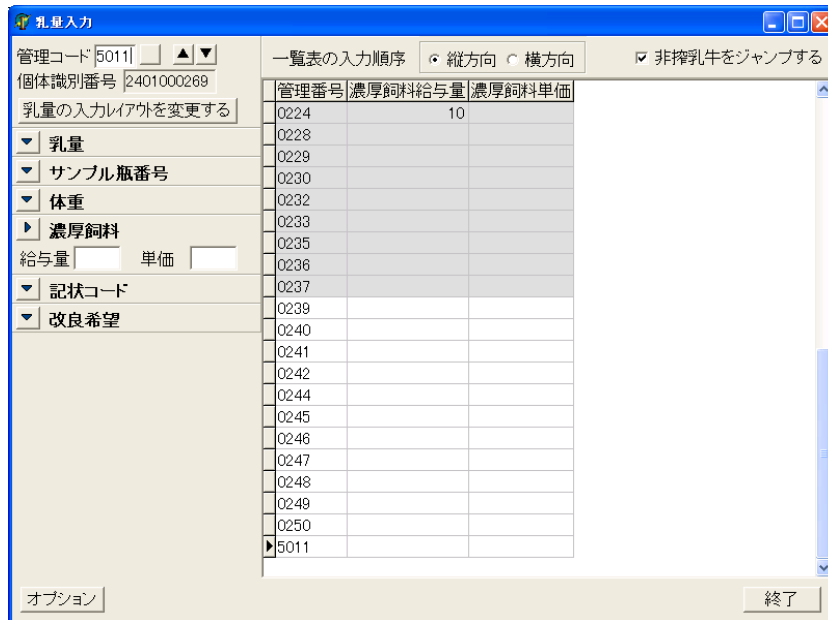 乳量入力
管理コード 5011
個体識別番号 2401000269
乳量の入力レイアウトを変更する
乳量
サンプル瓶番号
体重
濃厚飼料
給与量 単価
記状コード
改良希望
一覧表の入力順序 縦方向 横方向 非搾乳牛をジャンプする
管理番号 濃厚飼料給与量 濃厚飼料単価
0224 10
0228
0229
0230
0232
0233
0235
0236
0237
0239
0240
0241
0242
0244
0245
0246
0247
0248
0249
0250
5011
オプション 終了